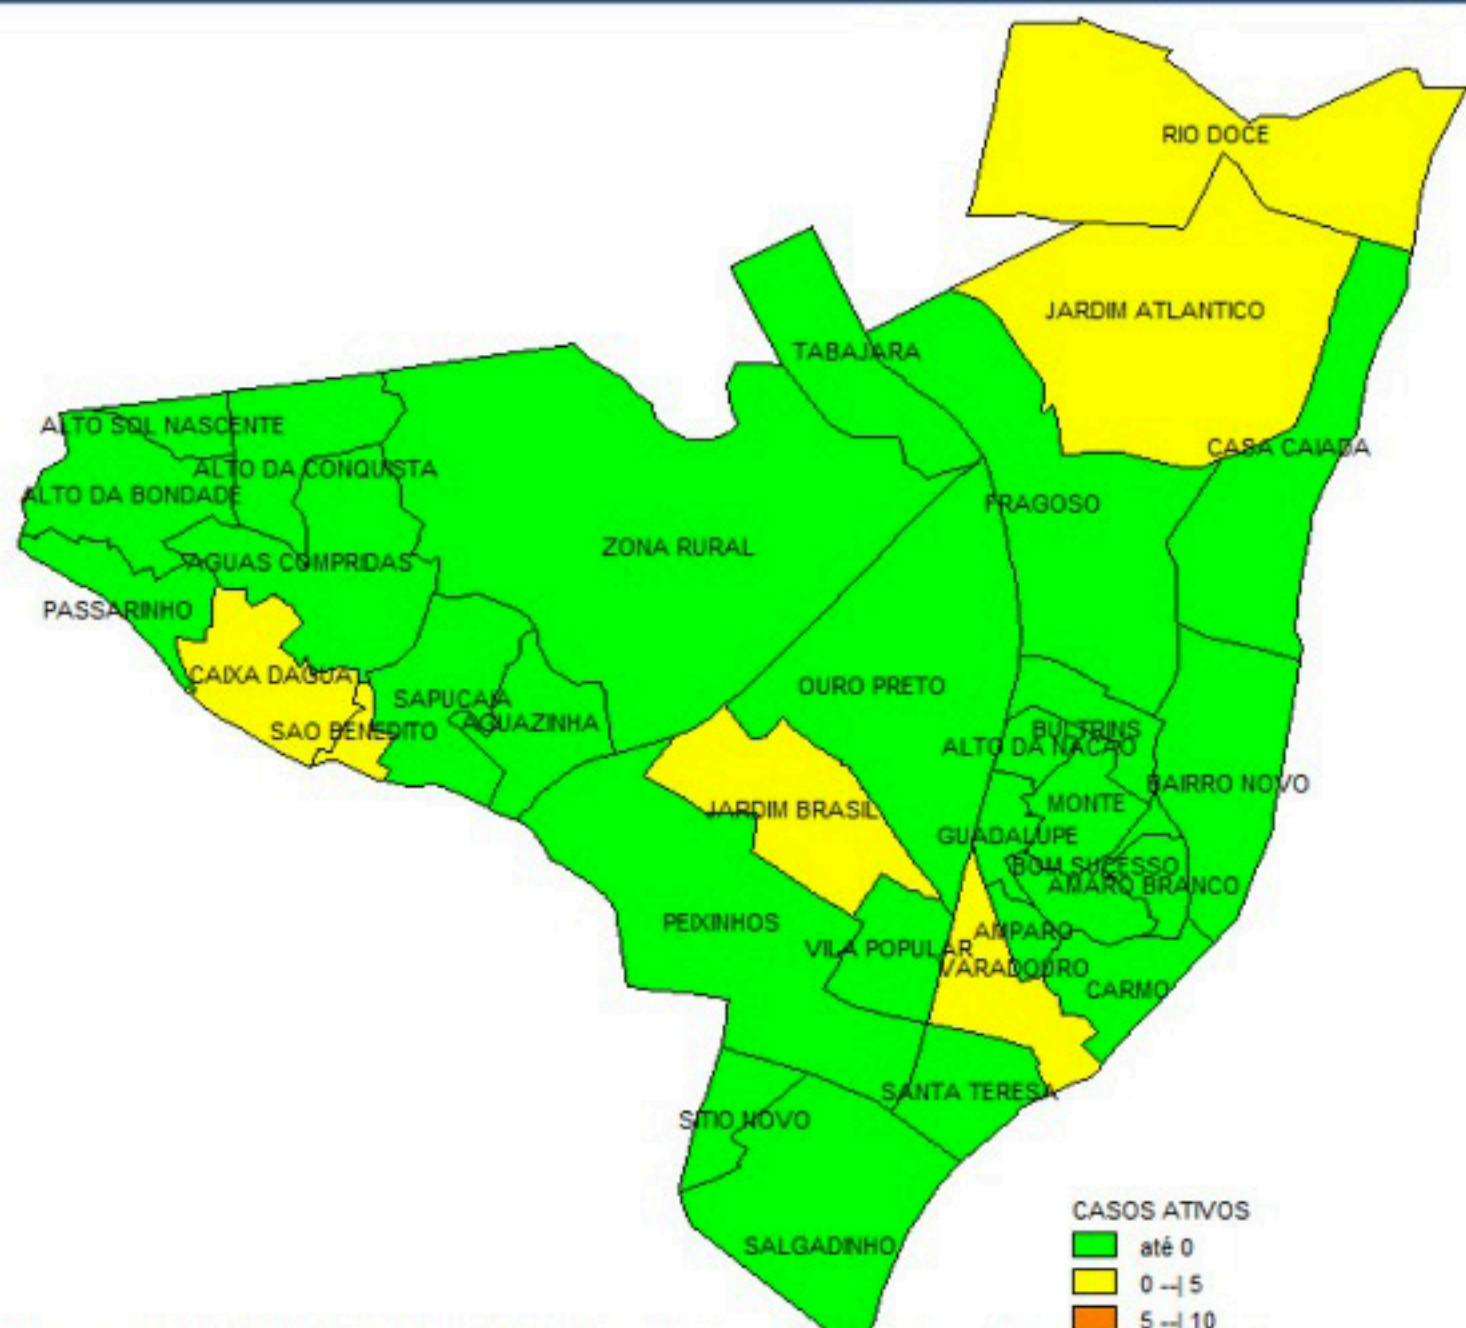 RIO DOCE
JARDIM ATLANTICO
TABAJARA
ALTO SOL NASCENTE
CASA CAIADA
ALTO DA CONQUISTA
ALTO DA BONDADE
FRAGOSO
ZONA RURAL
AGUAS COMPRIDAS
PASSARINHO
CAIXA DAGUA
OURO PRETO
SAPUCAIA
AGUAZINHA
SAO BENEDITO
BULTRINS
ALTO DA NACAO
BAIRRO NOVO
MONTE
JARDIM BRASIL
GUADALUPE
BOM SUCESSO
AMARO BRANCO
PEIXINHOS
AMPARO
VILA POPULAR
VARADOURO
CARMO
SANTA TERESA
SITIO NOVO
SALGADINHO
CASOS ATIVOS
até 0
0 --| 5
5 --| 10